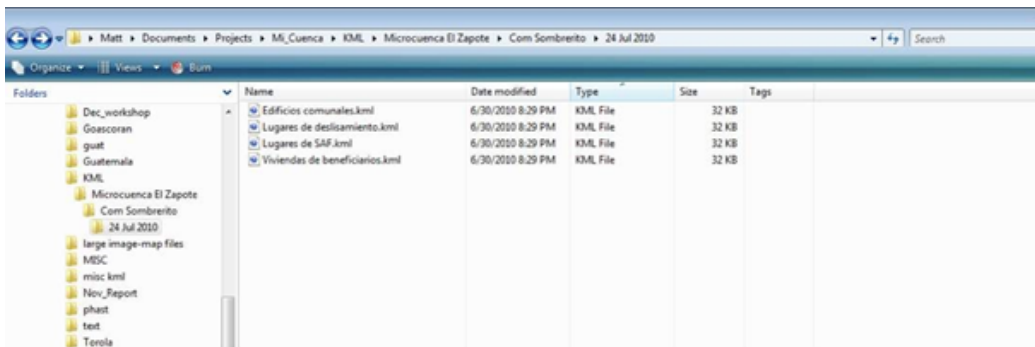 Matt ▸ Documents ▸ Projects ▸ Mi_Cuenca ▸ KML ▸ Microcuenca El Zapote ▸ Com Sombrerito ▸ 24 Jul 2010 Search
Organize Views Burn
Folders Name Date modified Type Size Tags
Dec_workshop Edificios comunales.kml 6/30/2010 8:29 PM KML File 32 KB
Goascoran Lugares de deslisamiento.kml 6/30/2010 8:29 PM KML File 32 KB
guat Lugares de SAF.kml 6/30/2010 8:29 PM KML File 32 KB
Guatemala Viviendas de beneficiarios.kml 6/30/2010 8:29 PM KML File 32 KB
KML
Microcuenca El Zapote
Com Sombrerito
24 Jul 2010
large image-map files
MISC
misc kml
Nov_Report
phast
text
Torola